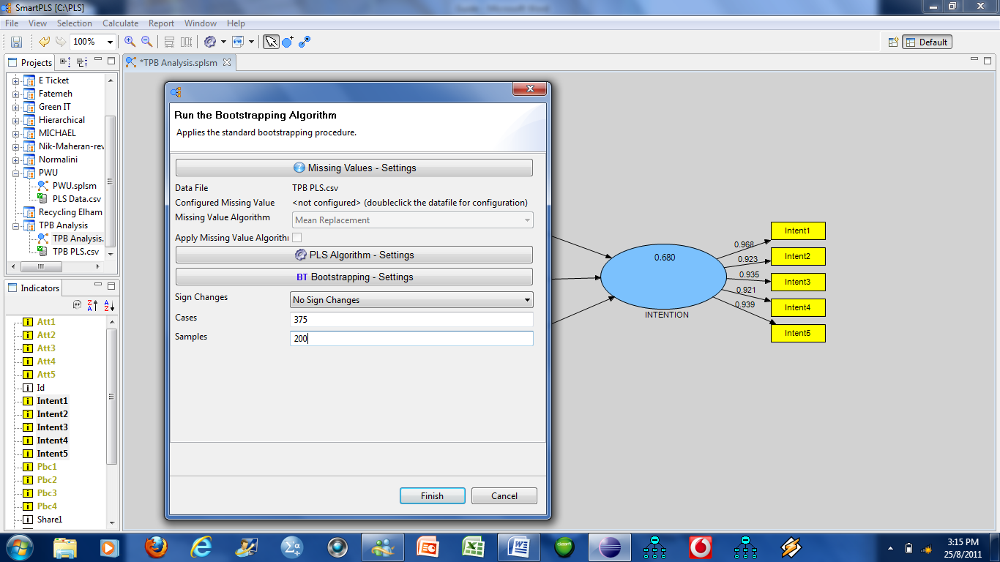 SmartPLS [C:\PLS]
File View Selection Calculate Report Window Help
100%
Default
Projects
*TPB Analysis.splsm
E Ticket
Fatemeh
Green IT
Hierarchical
MICHAEL
Nik-Maheran-rev
Normalini
PWU
PWU.splsm
PLS Data.csv
Recycling Elham
TPB Analysis
TPB Analysis.
TPB PLS.csv
Indicators
Att1
Att2
Att3
Att4
Att5
Id
Intent1
Intent2
Intent3
Intent4
Intent5
Pbc1
Pbc2
Pbc3
Pbc4
Share1
Run the Bootstrapping Algorithm
Applies the standard bootstrapping procedure.
Missing Values - Settings
Data File TPB PLS.csv
Configured Missing Value <not configured> (doubleclick the datafile for configuration)
Missing Value Algorithm Mean Replacement
Apply Missing Value Algorithm
PLS Algorithm - Settings
BT Bootstrapping - Settings
Sign Changes No Sign Changes
Cases 375
Samples 200
Finish Cancel
0.680
INTENTION
0.968 Intent1
0.923 Intent2
0.935 Intent3
0.921 Intent4
0.939 Intent5
3:15 PM
25/8/2011